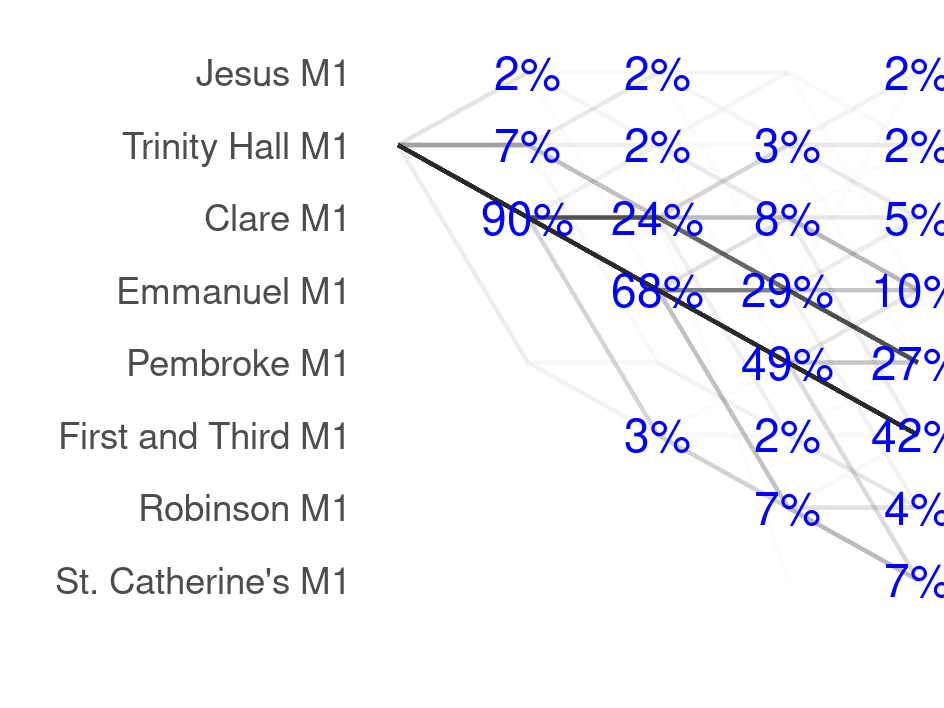 Jesus M1 2% 2% 2%
Trinity Hall M1 7% 2% 3% 2%
Clare M1 90% 24% 8% 5%
Emmanuel M1 68% 29% 10%
Pembroke M1 49% 27%
First and Third M1 3% 2% 42%
Robinson M1 7% 4%
St. Catherine's M1 7%